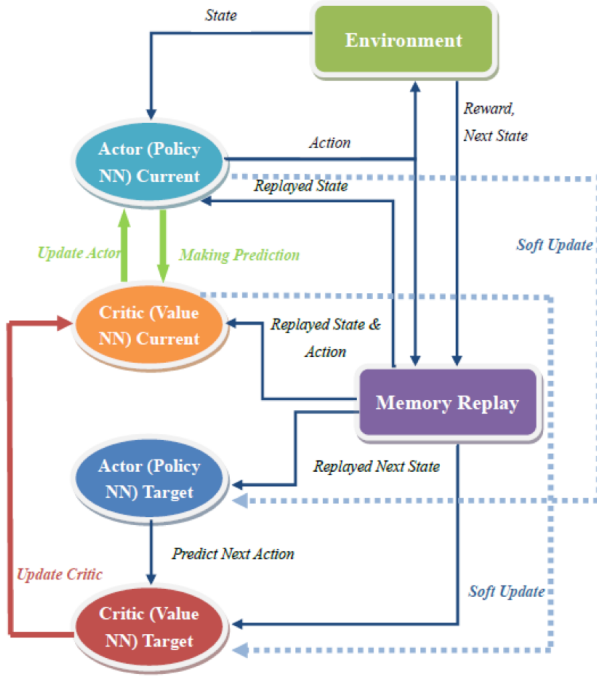 State
Environment
Reward,
Next State
Actor (Policy
NN) Current
Action
Replayed State
Soft Update
Update Actor
Making Prediction
Critic (Value
NN) Current
Replayed State &
Action
Memory Replay
Actor (Policy
NN) Target
Replayed Next State
Predict Next Action
Update Critic
Soft Update
Critic (Value
NN) Target